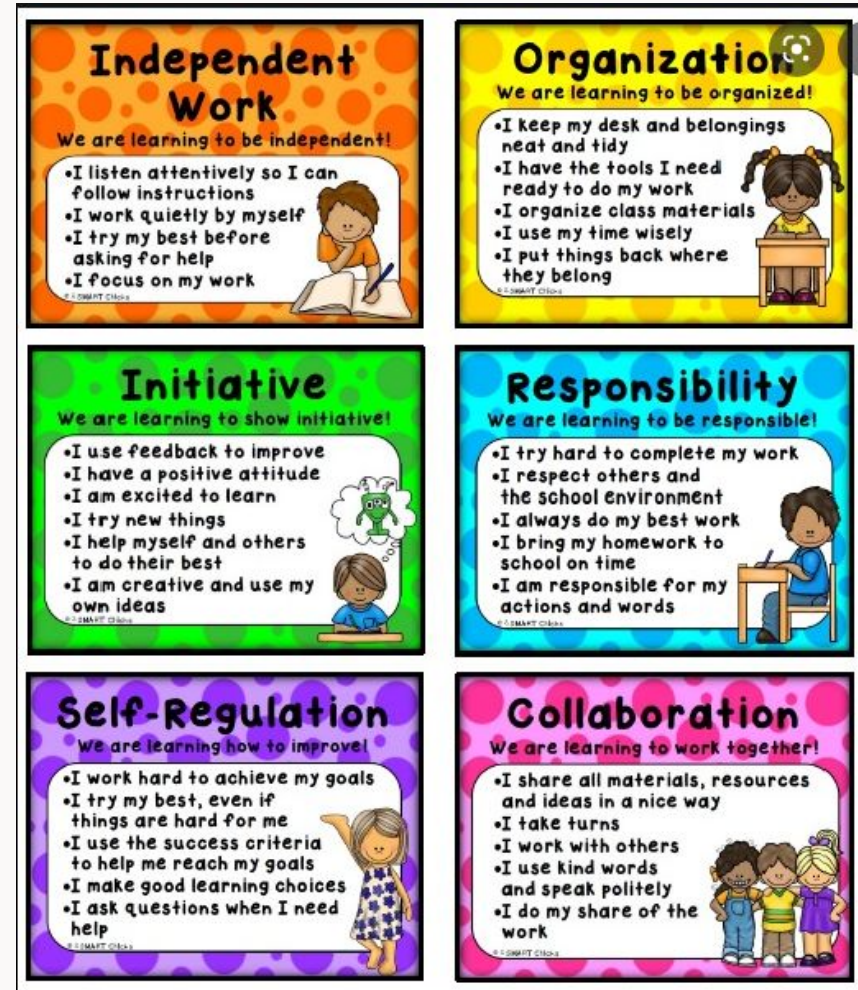 Independent
Work
We are learning to be independent!
•I listen attentively so I can
follow instructions
•I work quietly by myself
•I try my best before
asking for help
•I focus on my work
Organization
We are learning to be organized!
•I keep my desk and belongings
neat and tidy
•I have the tools I need
ready to do my work
•I organize class materials
•I use my time wisely
•I put things back where
they belong
Initiative
We are learning to show initiative!
•I use feedback to improve
•I have a positive attitude
•I am excited to learn
•I try new things
•I help myself and others
to do their best
•I am creative and use my
own ideas
Responsibility
We are learning to be responsible!
•I try hard to complete my work
•I respect others and
the school environment
•I always do my best work
•I bring my homework to
school on time
•I am responsible for my
actions and words
Self-Regulation
We are learning how to improve!
•I work hard to achieve my goals
•I try my best, even if
things are hard for me
•I use the success criteria
to help me reach my goals
•I make good learning choices
•I ask questions when I need
help
Collaboration
We are learning to work together!
•I share all materials, resources
and ideas in a nice way
•I take turns
•I work with others
•I use kind words
and speak politely
•I do my share of the
work